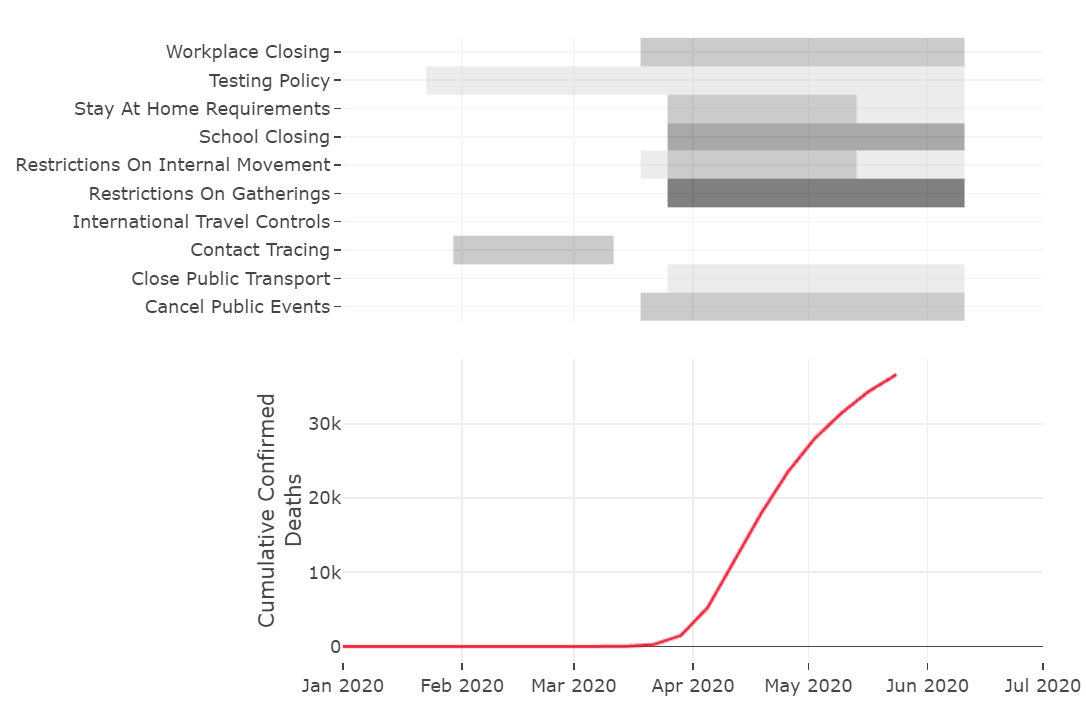 Workplace Closing
Testing Policy
Stay At Home Requirements
School Closing
Restrictions On Internal Movement
Restrictions On Gatherings
International Travel Controls
Contact Tracing
Close Public Transport
Cancel Public Events
Cumulative Confirmed
Deaths
30k
20k
10k
0
Jan 2020 Feb 2020 Mar 2020 Apr 2020 May 2020 Jun 2020 Jul 2020